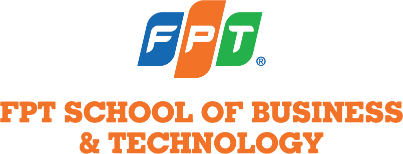 FPT®
FPT SCHOOL OF BUSINESS
& TECHNOLOGY